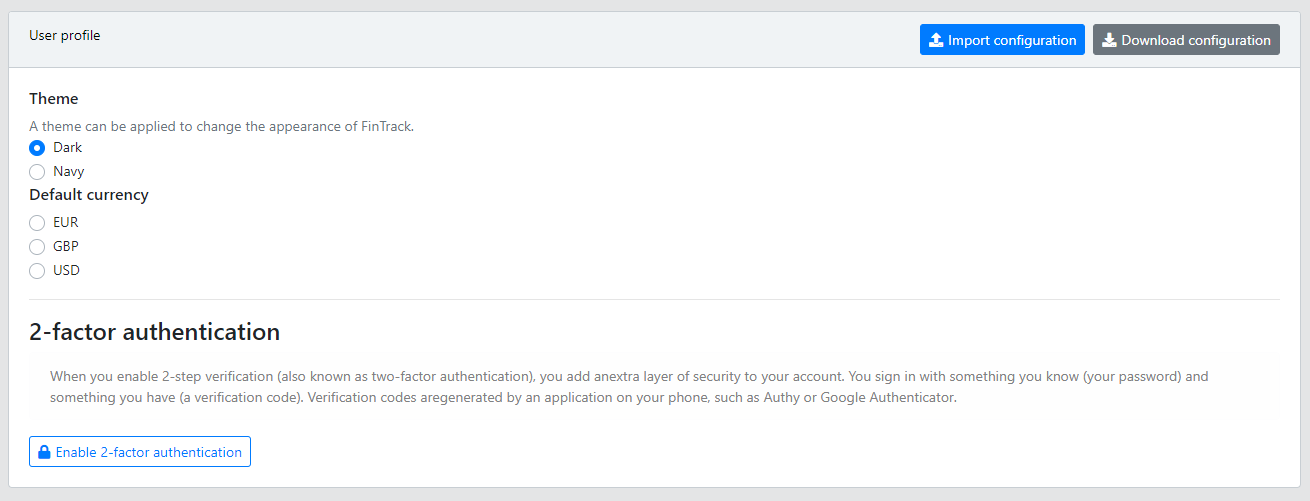 User profile
Import configuration
Download configuration
Theme
A theme can be applied to change the appearance of FinTrack.
Dark
Navy
Default currency
EUR
GBP
USD
2-factor authentication
When you enable 2-step verification (also known as two-factor authentication), you add anextra layer of security to your account. You sign in with something you know (your password) and
something you have (a verification code). Verification codes aregenerated by an application on your phone, such as Authy or Google Authenticator.
Enable 2-factor authentication